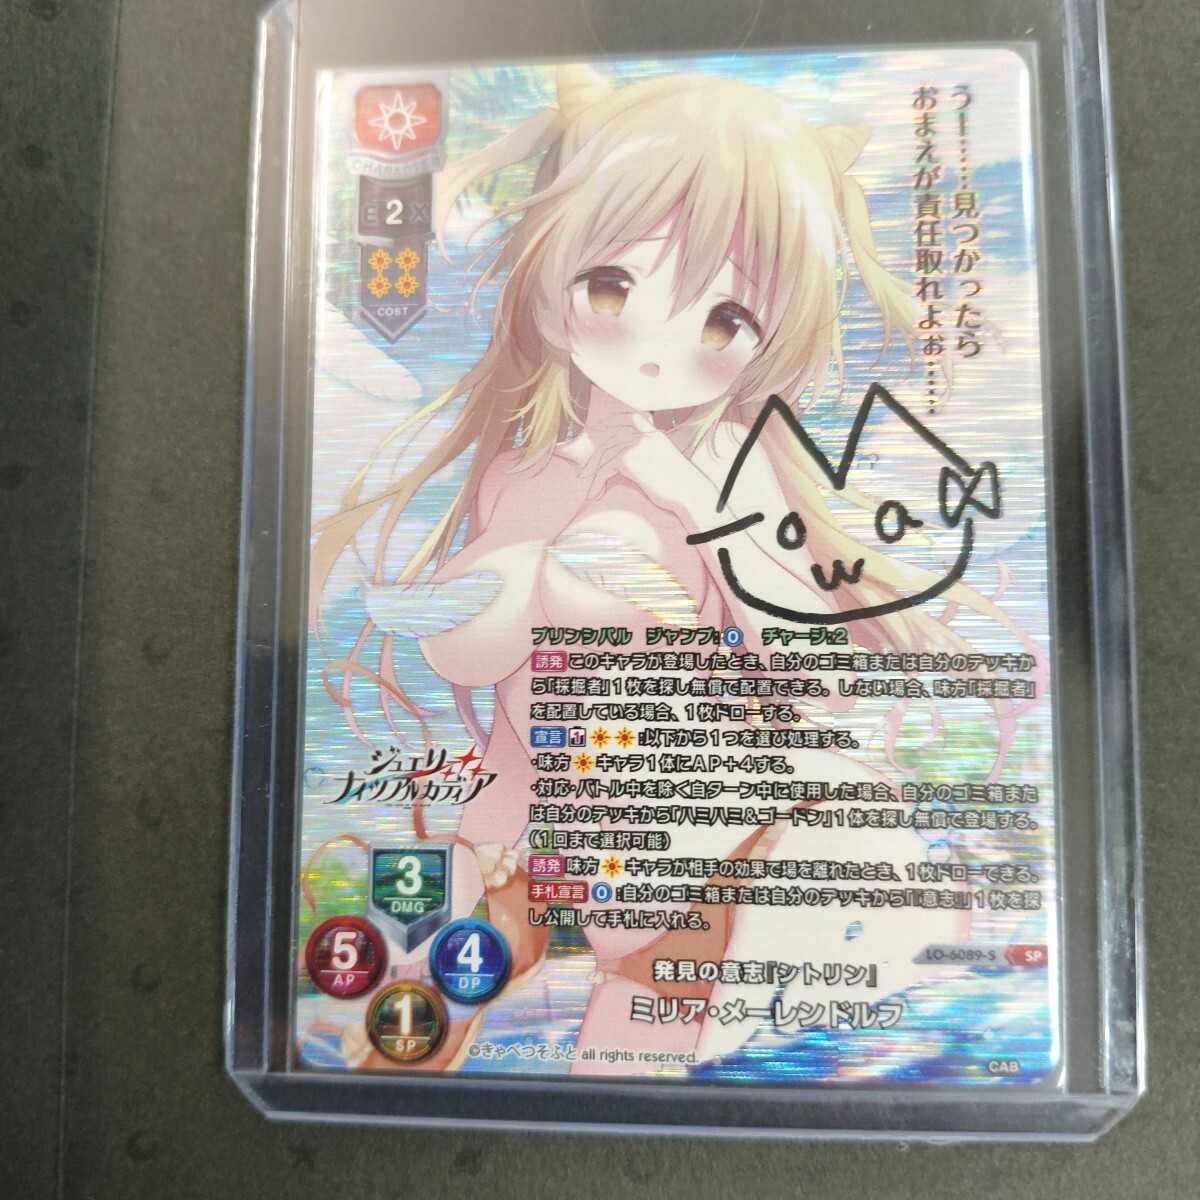 CHARACTER
E 2 X
COST
うー……見つかったら
おまえが責任取れよぉ……
プリンシパル ジャンプ:0 チャージ:2
誘発 このキャラが登場したとき、自分のゴミ箱または自分のデッキか
ら「採掘者」1枚を探し無償で配置できる。しない場合、味方「採掘者」
を配置している場合、1枚ドローする。
宣言 1 :以下から1つを選び処理する。
・味方 キャラ1体にAP+4する。
・対応・バトル中を除く自ターン中に使用した場合、自分のゴミ箱また
は自分のデッキから「ハミハミ&ゴードン」1体を探し無償で登場する。
(1回まで選択可能)
誘発 味方 キャラが相手の効果で場を離れたとき、1枚ドローできる。
手札宣言 0 :自分のゴミ箱または自分のデッキから「『意志』」1枚を探
し公開して手札に入れる。
ジュエリー
ナイツアルカディア
3
DMG
5
AP
4
DP
1
SP
LO-6089-S SP
発見の意志『シトリン』
ミリア・メーレンドルフ
©きゃべつそふと all rights reserved.
CAB